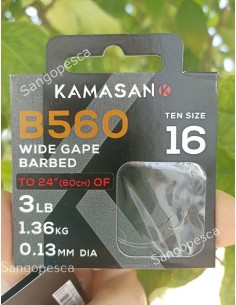 Sangopesca
KAMASAN K
B560
TEN SIZE
16
WIDE GAPE
BARBED
TO 24" (60CM) OF
3LB
1.36KG
0.13MM DIA
Sangopesca
Sangopesca